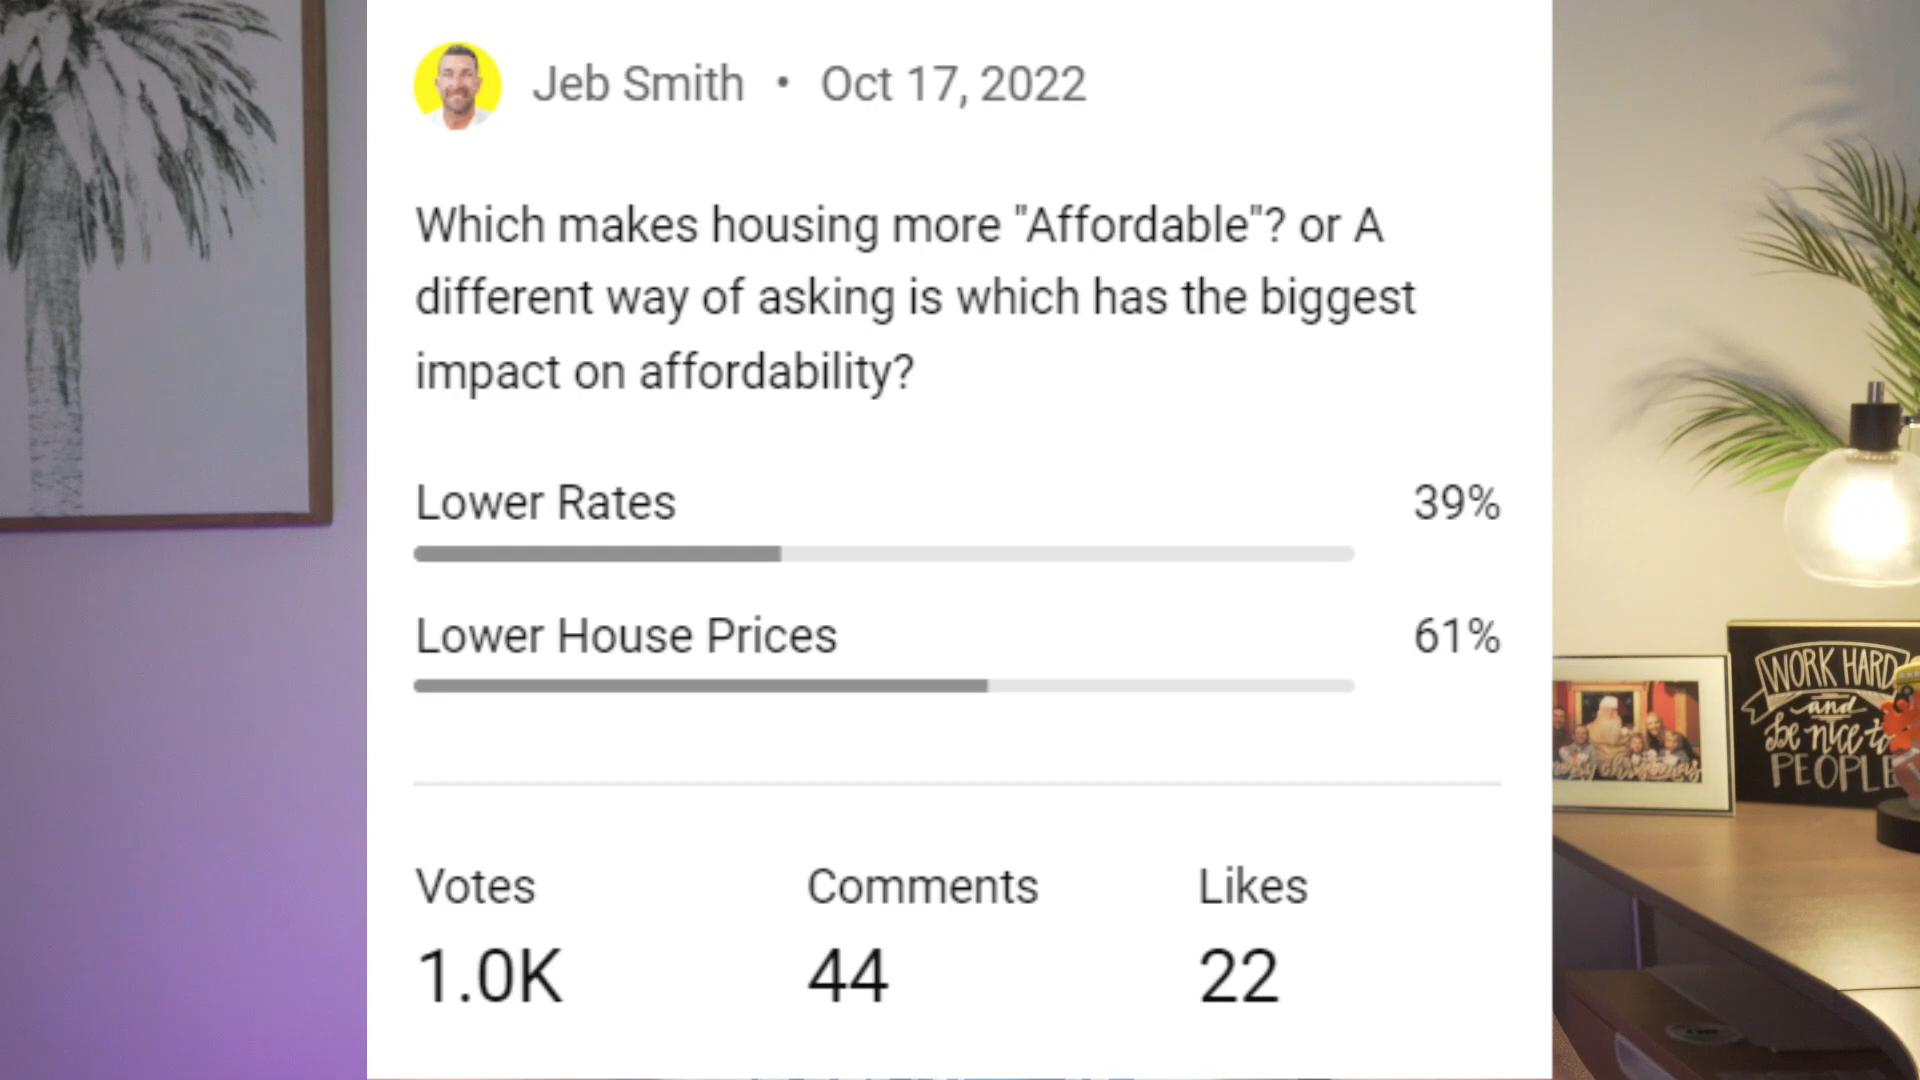 Jeb Smith • Oct 17, 2022
Which makes housing more "Affordable"? or A
different way of asking is which has the biggest
impact on affordability?
Lower Rates 39%
Lower House Prices 61%
Votes Comments Likes
1.0K 44 22
WORK HARD
and
be nice to
PEOPLE